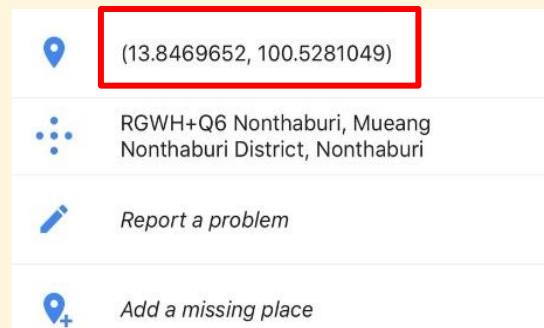 (13.8469652, 100.5281049)
RGWH+Q6 Nonthaburi, Mueang
Nonthaburi District, Nonthaburi
Report a problem
Add a missing place